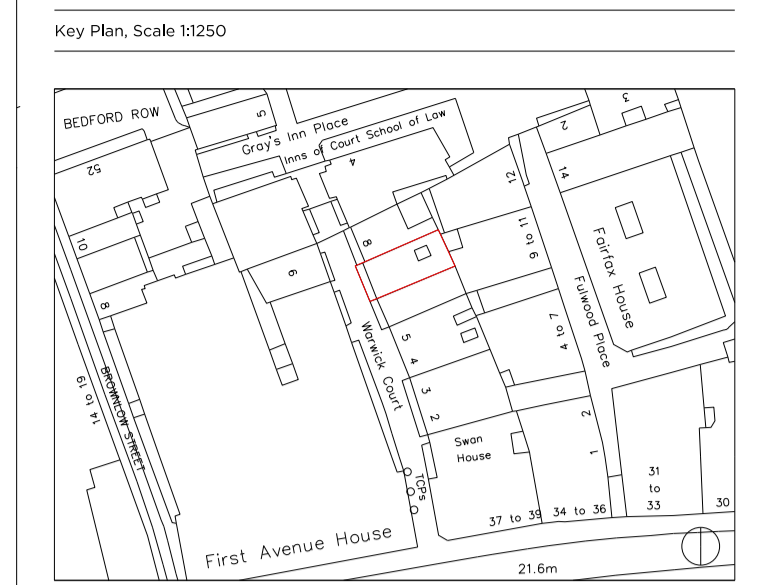 Key Plan, Scale 1:1250
BEDFORD ROW
5
Gray's Inn Place
Inns of Court School of Law
4
52
2
3
12
14
10
8
9 to 11
Fairfax House
6
8
Fulwood Place
4 to 7
Warwick Court
5
4
3
2
BROWNLOW STREET
14 to 19
Swan
House
2
1
TCPs
31
to
33
30
37 to 39
34 to 36
First Avenue House
21.6m